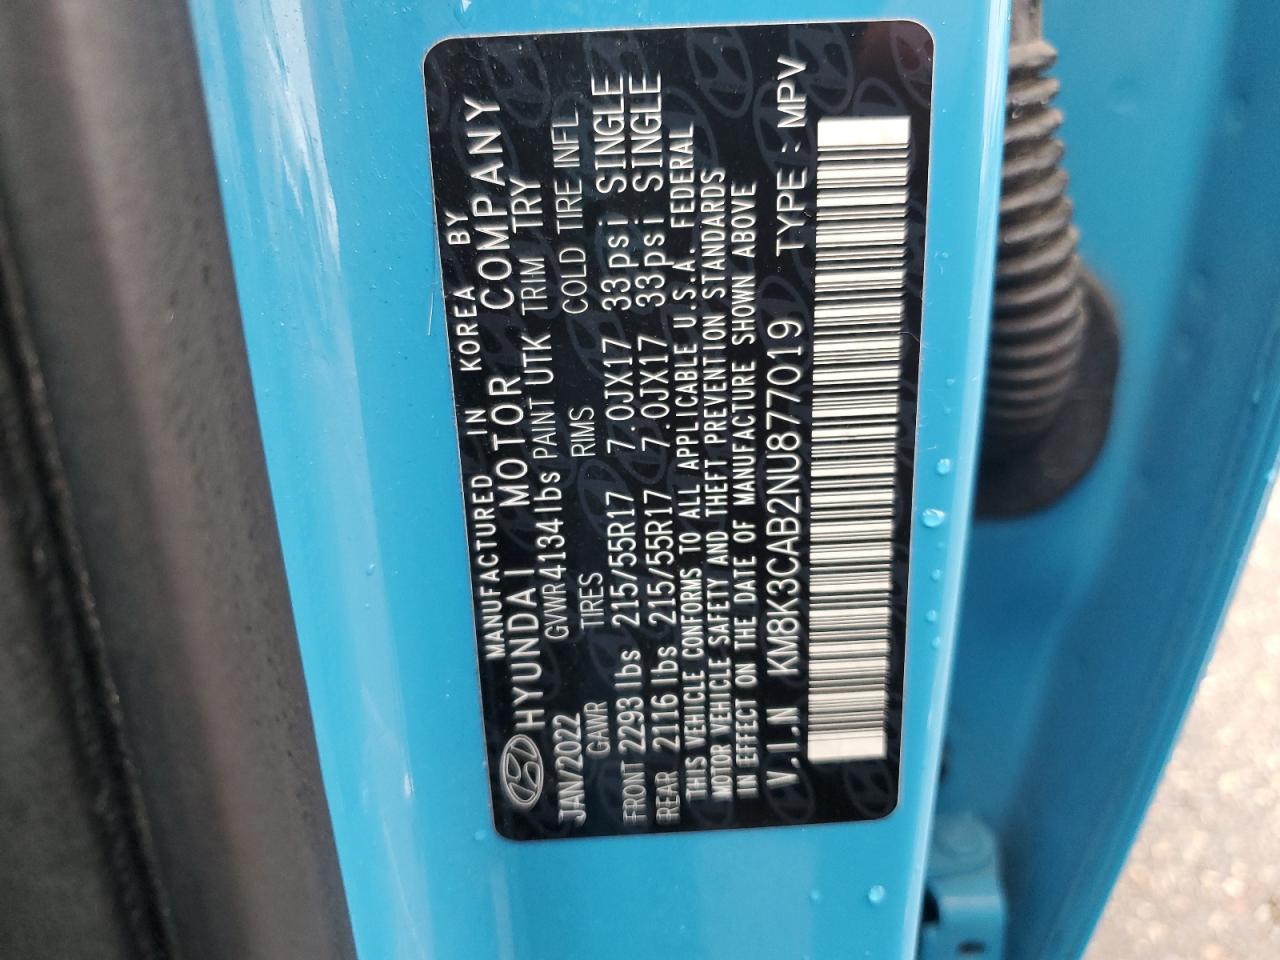 MANUFACTURED IN KOREA BY
HYUNDAI MOTOR COMPANY
JAN/2022 GVWR 4134 lbs PAINT UTK TRIM TRY
GAWR TIRES RIMS COLD TIRE INFL
FRONT 2293 lbs 215/55R17 7.0JX17 33psi SINGLE
REAR 2116 lbs 215/55R17 7.0JX17 33psi SINGLE
THIS VEHICLE CONFORMS TO ALL APPLICABLE U.S.A. FEDERAL
MOTOR VEHICLE SAFETY AND THEFT PREVENTION STANDARDS
IN EFFECT ON THE DATE OF MANUFACTURE SHOWN ABOVE
V.I.N KM8K3CAB2NU877019 TYPE : MPV